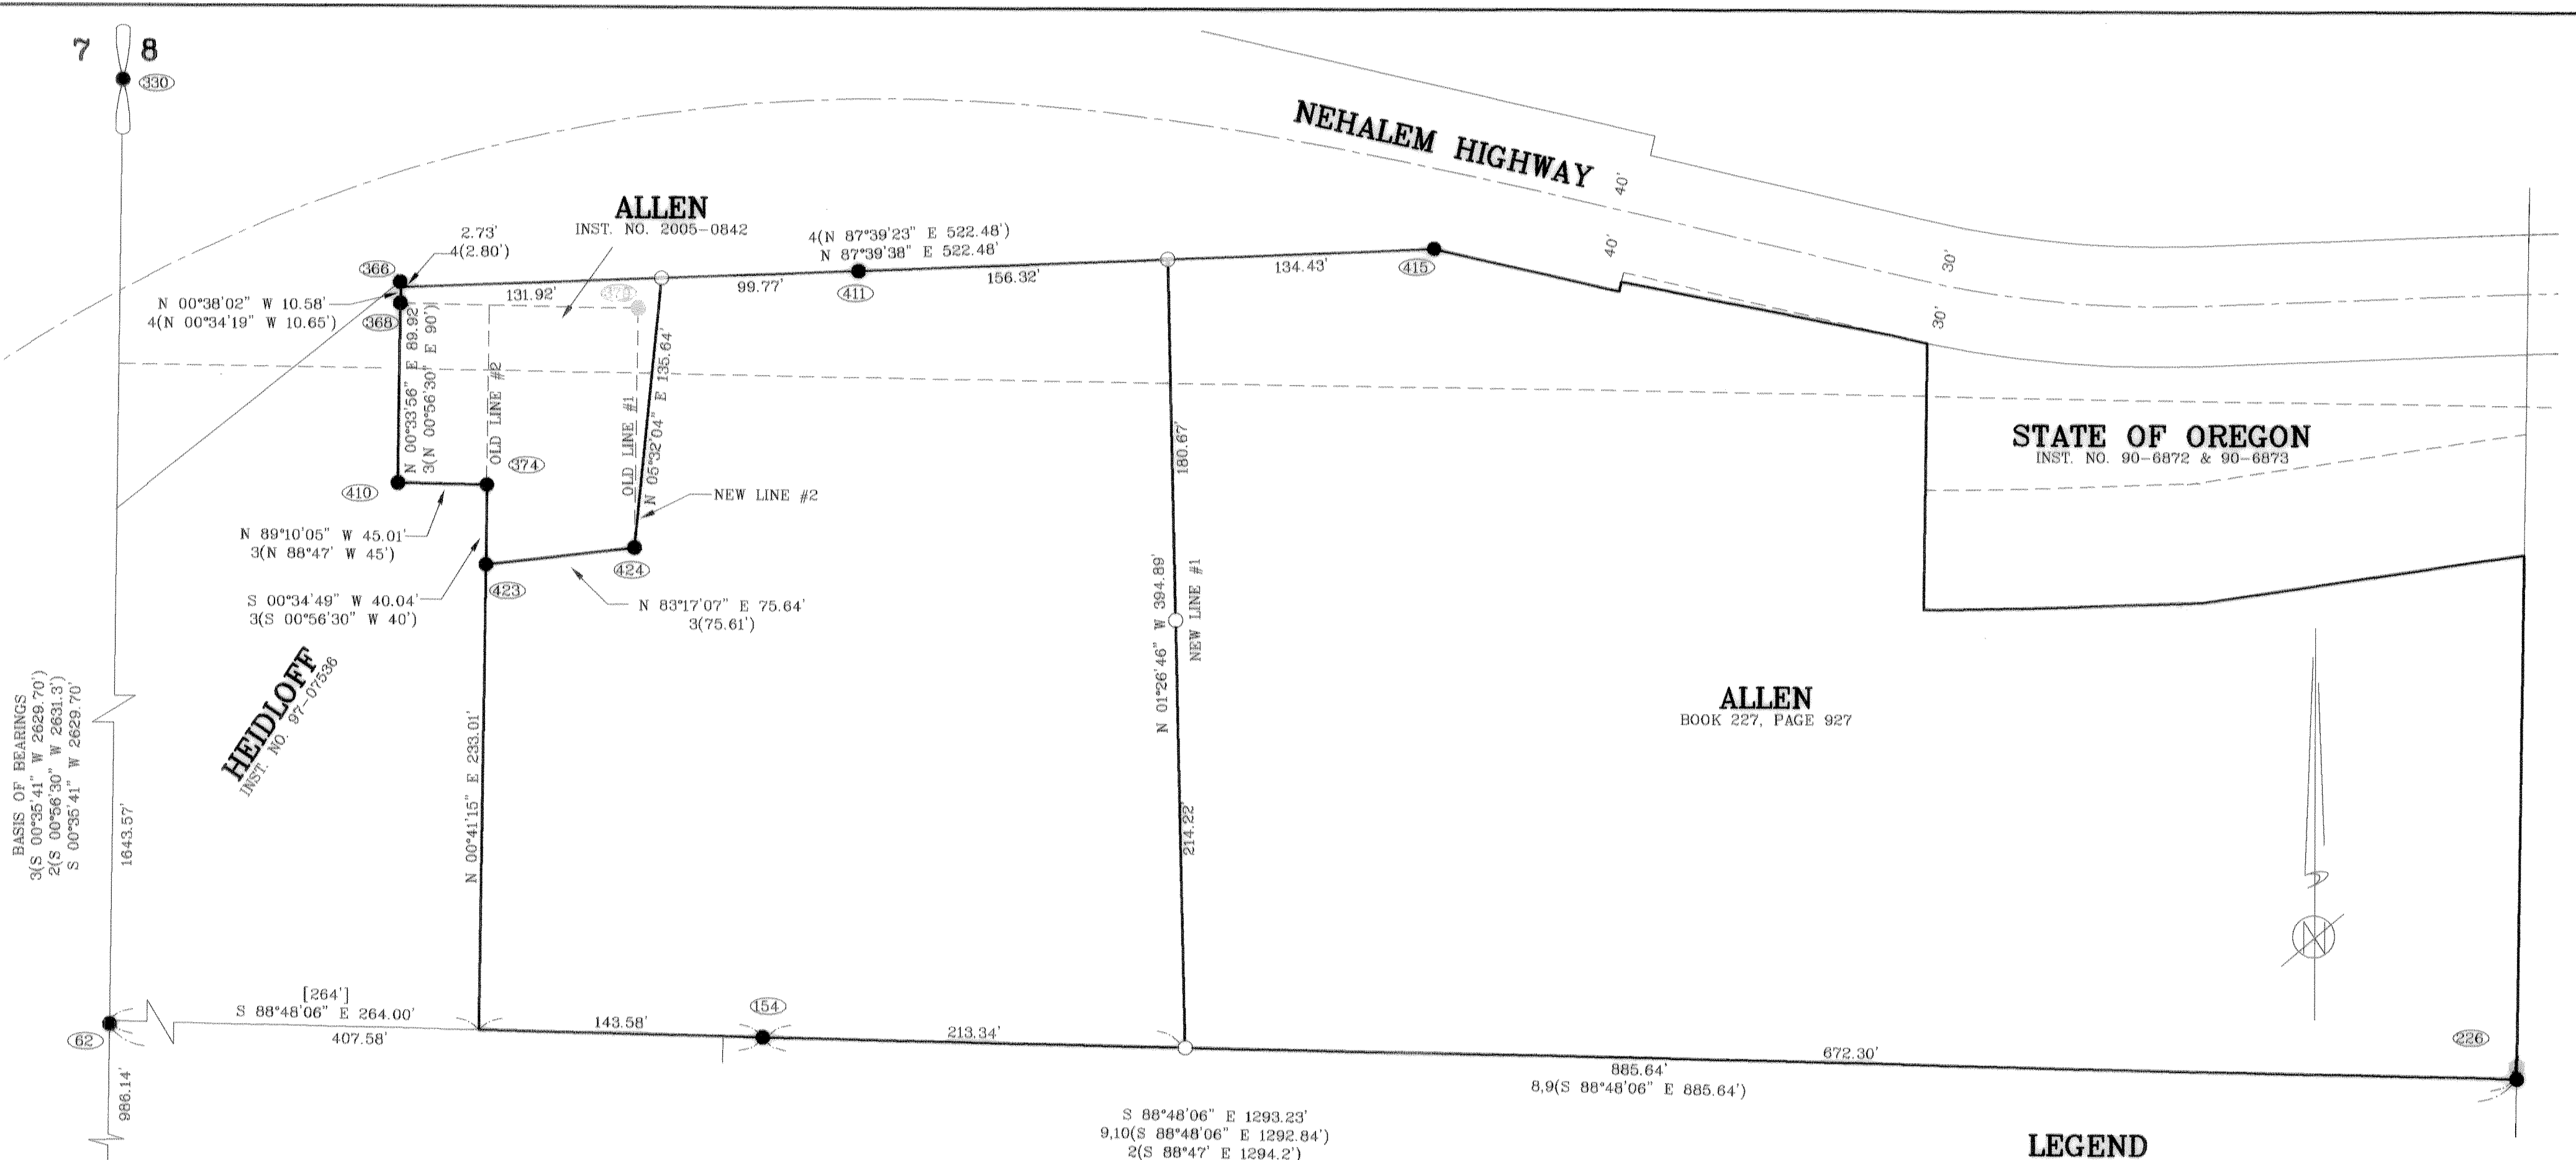 7 8
330
NEHALEM HIGHWAY
40'
40'
30'
30'
ALLEN
INST. NO. 2005-0842
2.73'
4(2.80')
4(N 87°39'23" E 522.48')
N 87°39'38" E 522.48'
366
131.92'
370
99.77'
411
156.32'
134.43'
415
N 00°38'02" W 10.58'
4(N 00°34'19" W 10.65')
368
N 00°33'56" E 89.92'
3(N 00°56'30" E 90')
OLD LINE #2
OLD LINE #1
N 05°32'04" E 135.64'
STATE OF OREGON
INST. NO. 90-6872 & 90-6873
374
410
NEW LINE #2
180.67'
N 89°10'05" W 45.01'
3(N 88°47' W 45')
424
423
S 00°34'49" W 40.04'
3(S 00°56'30" W 40')
N 83°17'07" E 75.64'
3(75.61')
N 01°26'46" W 394.89'
NEW LINE #1
HEIDLOFF
INST. NO. 97-07536
ALLEN
BOOK 227, PAGE 927
BASIS OF BEARINGS
3(S 00°35'41" W 2629.70')
2(S 00°56'30" W 2631.3')
S 00°35'41" W 2629.70'
1643.57'
N 00°41'15" E 233.01'
214.22'
N
[264']
S 88°48'06" E 264.00'
407.58'
62
143.58'
154
213.34'
672.30'
226
885.64'
8,9(S 88°48'06" E 885.64')
986.14'
S 88°48'06" E 1293.23'
9,10(S 88°48'06" E 1292.84')
2(S 88°47' E 1294.2')
LEGEND